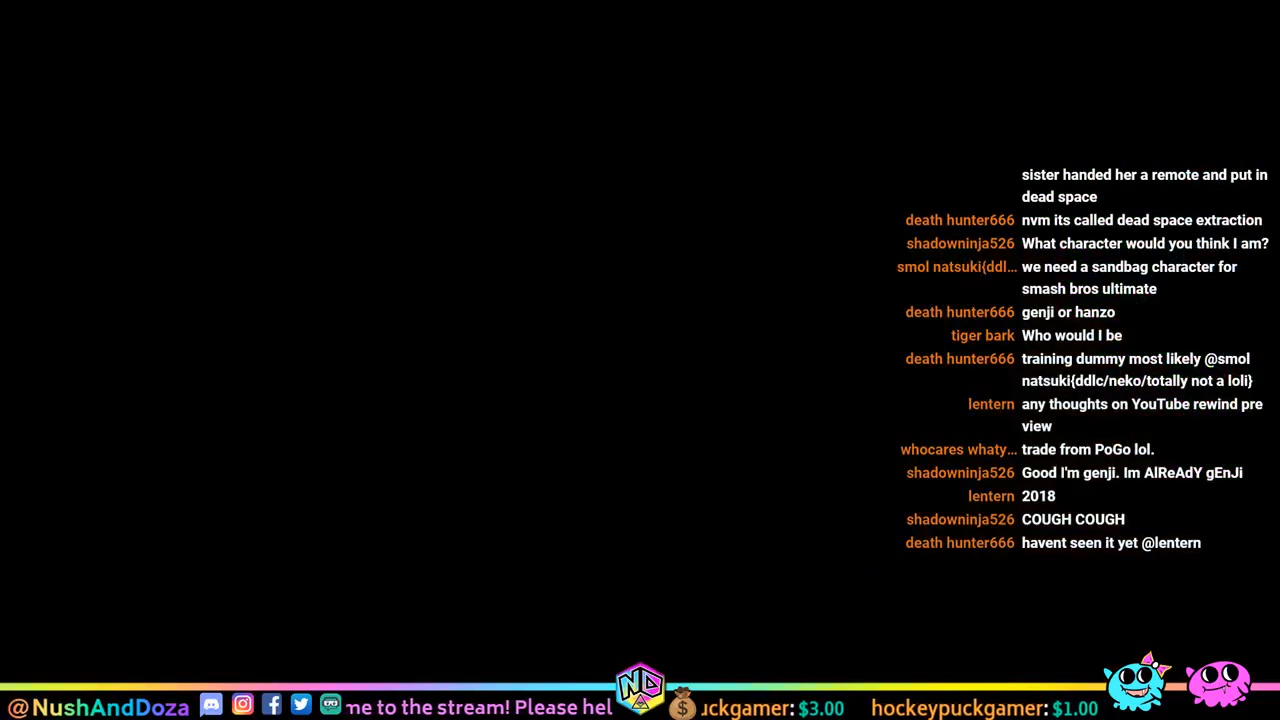 sister handed her a remote and put in
dead space
death hunter666 nvm its called dead space extraction
shadowninja526 What character would you think I am?
smol natsuki{ddl... we need a sandbag character for
smash bros ultimate
death hunter666 genji or hanzo
tiger bark Who would I be
death hunter666 training dummy most likely @smol
natsuki{ddlc/neko/totally not a loli}
lentern any thoughts on YouTube rewind pre
view
whocares whaty... trade from PoGo lol.
shadowninja526 Good I'm genji. Im AlReAdY gEnJi
lentern 2018
shadowninja526 COUGH COUGH
death hunter666 havent seen it yet @lentern
@NushAndDoza me to the stream! Please hel ND uckgamer: $3.00 hockeypuckgamer: $1.00